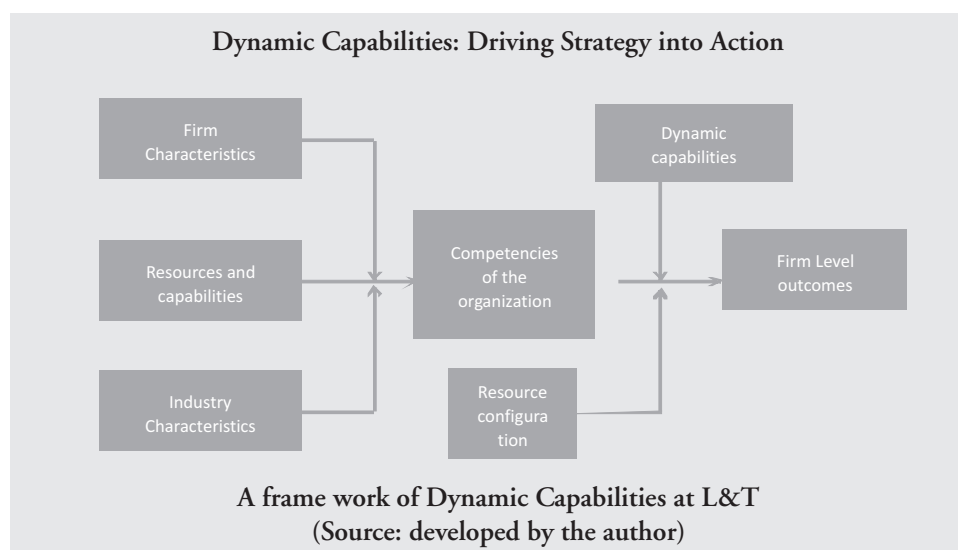 Dynamic Capabilities: Driving Strategy into Action
Firm
Characteristics
Dynamic
capabilities
Resources and
capabilities
Competencies
of the
organization
Firm Level
outcomes
Industry
Characteristics
Resource
configura
tion
A frame work of Dynamic Capabilities at L&T
(Source: developed by the author)